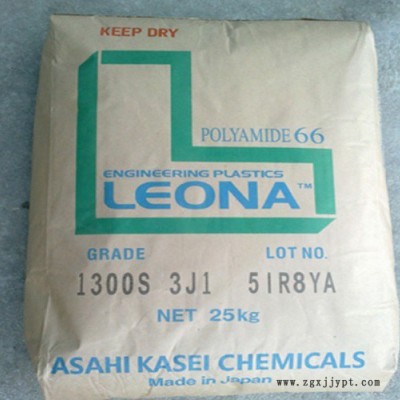 KEEP DRY
POLYAMIDE 66
ENGINEERING PLASTICS
LEONA™
GRADE LOT NO.
1300S 3J1 5IR8YA
NET 25kg
ASAHI KASEI CHEMICALS
Made in Japan
www.zgxjjypt.com